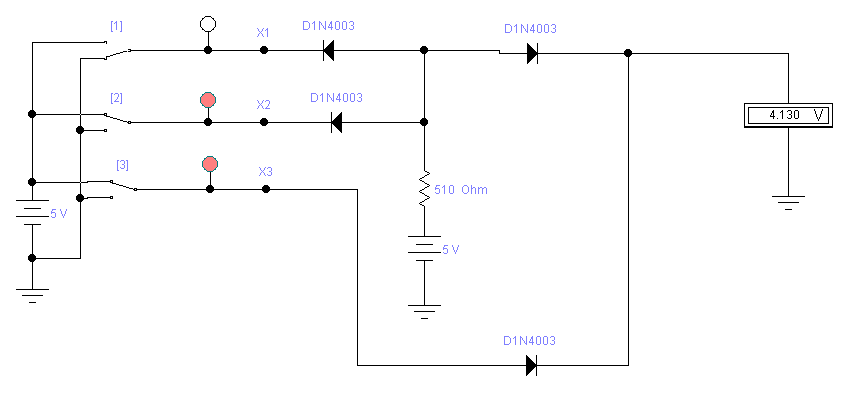 [1]
X1
D1N4003
D1N4003
[2]
X2
D1N4003
4.130 V
[3]
X3
510 Ohm
5 V
5 V
D1N4003